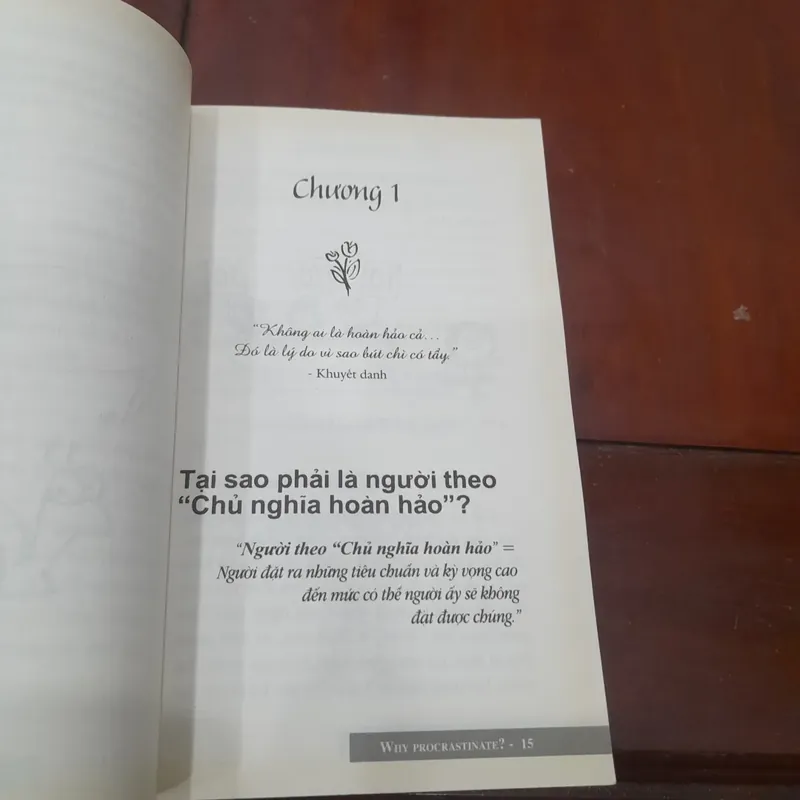 Chương 1
“Không ai là hoàn hảo cả...
Đó là lý do vì sao bút chì có tẩy.”
- Khuyết danh
Tại sao phải là người theo
“Chủ nghĩa hoàn hảo”?
“Người theo “Chủ nghĩa hoàn hảo” =
Người đặt ra những tiêu chuẩn và kỳ vọng cao
đến mức có thể người ấy sẽ không
đạt được chúng.”
WHY PROCRASTINATE? - 15